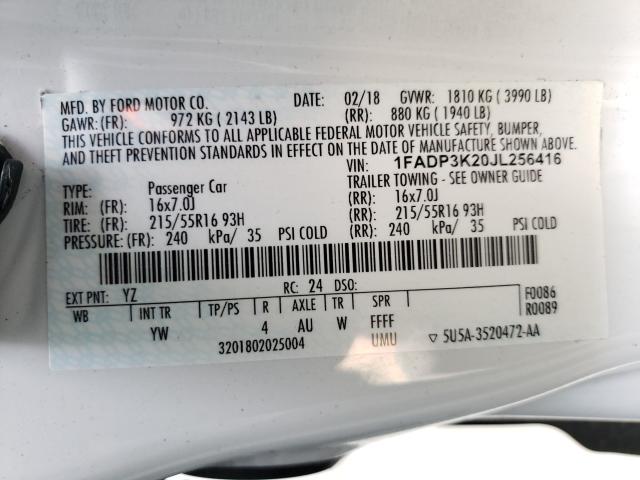 MFD. BY FORD MOTOR CO. DATE: 02/18 GVWR: 1810 KG ( 3990 LB)
GAWR: (FR): 972 KG ( 2143 LB) (RR): 880 KG ( 1940 LB)
THIS VEHICLE CONFORMS TO ALL APPLICABLE FEDERAL MOTOR VEHICLE SAFETY, BUMPER,
AND THEFT PREVENTION STANDARDS IN EFFECT ON THE DATE OF MANUFACTURE SHOWN ABOVE.
VIN: 1FADP3K20JL256416
TYPE: Passenger Car TRAILER TOWING - SEE OWNER GUIDE
RIM: (FR): 16x7.0J (RR): 16x7.0J
TIRE: (FR): 215/55R16 93H (RR): 215/55R16 93H
PRESSURE: (FR): 240 kPa/ 35 PSI COLD (RR): 240 kPa/ 35 PSI COLD
EXT PNT: YZ RC: 24 DSO:
WB INT TR TP/PS R AXLE TR SPR F0086
YW 4 AU W FFFF R0089
3201802025004 UMU ▽ 5U5A-3520472-AA